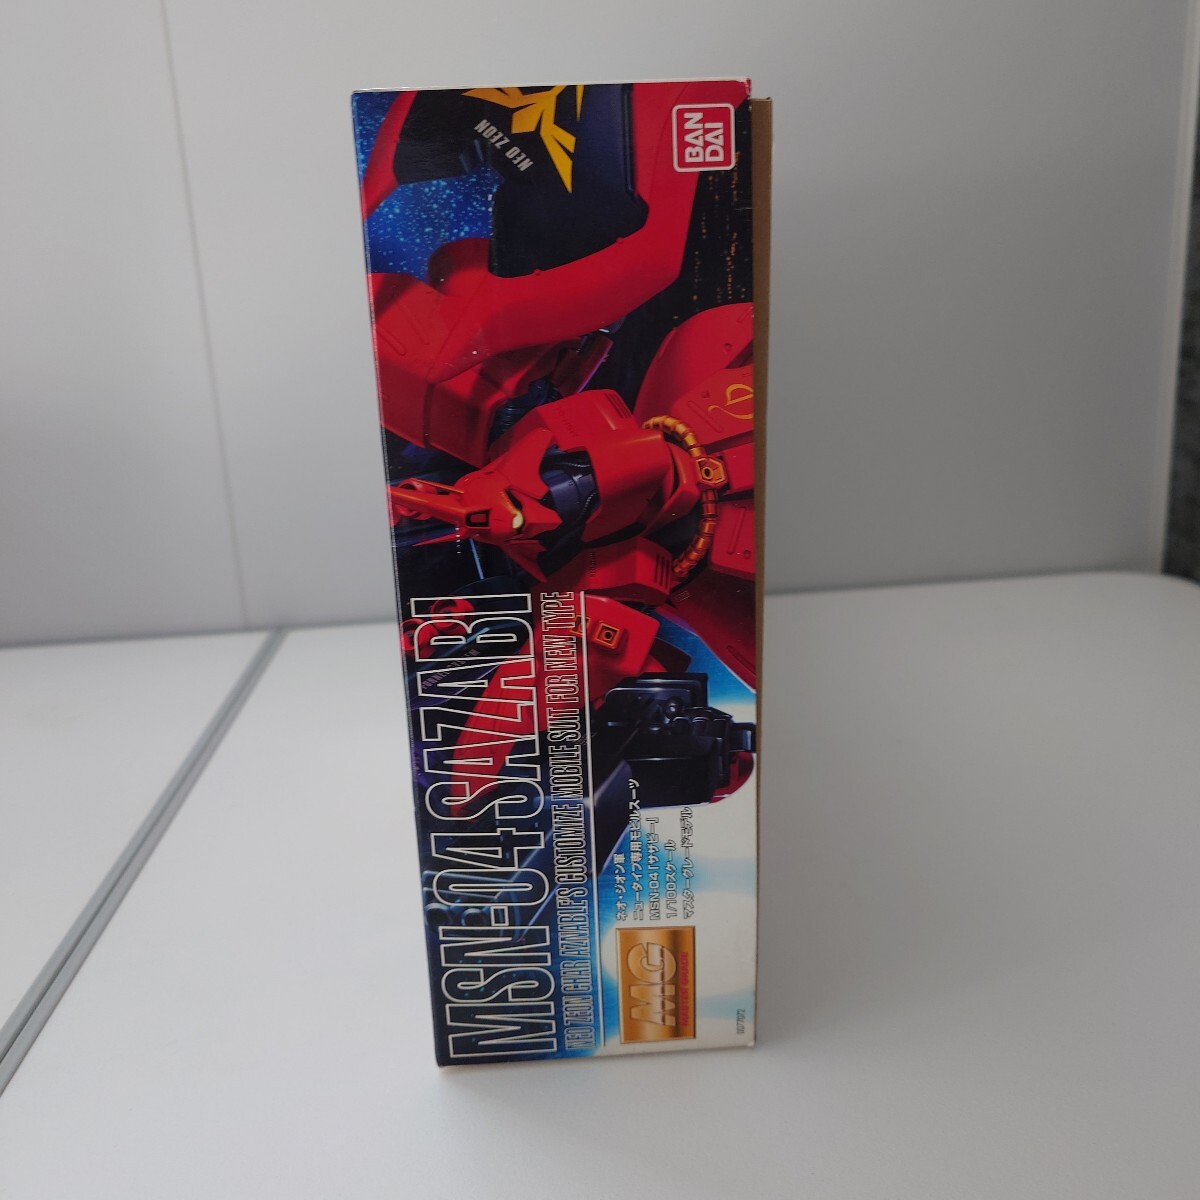 BAN
DAI
NEO ZEON
MSN-04 SAZABI
NEO ZEON CHAR AZNABLE'S CUSTOMIZE MOBILE SUIT FOR NEW TYPE
ネオ・ジオン軍
ニュータイプ専用モビルスーツ
MSN-04「サザビー」
1/100スケール
マスターグレードモデル
MG
MASTER GRADE